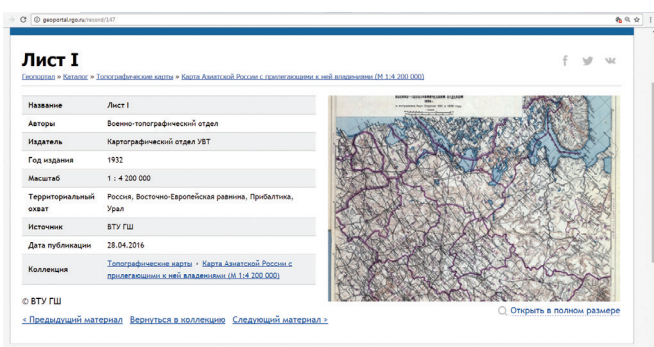 geoportal.rgo.ru/record/147
Лист I
Геопортал » Каталог » Топографические карты » Карта Азиатской России с прилегающими к ней владениями (М 1:4 200 000)
Название Лист I
Авторы Военно-топографический отдел
Издатель Картографический отдел УВТ
Год издания 1932
Масштаб 1 : 4 200 000
Территориальный Россия, Восточно-Европейская равнина, Прибалтика,
охват Урал
Источник ВТУ ГШ
Дата публикации 28.04.2016
Коллекция Топографические карты › Карта Азиатской России с
прилегающими к ней владениями (М 1:4 200 000)
© ВТУ ГШ
Открыть в полном размере
< Предыдущий материал Вернуться в коллекцию Следующий материал >